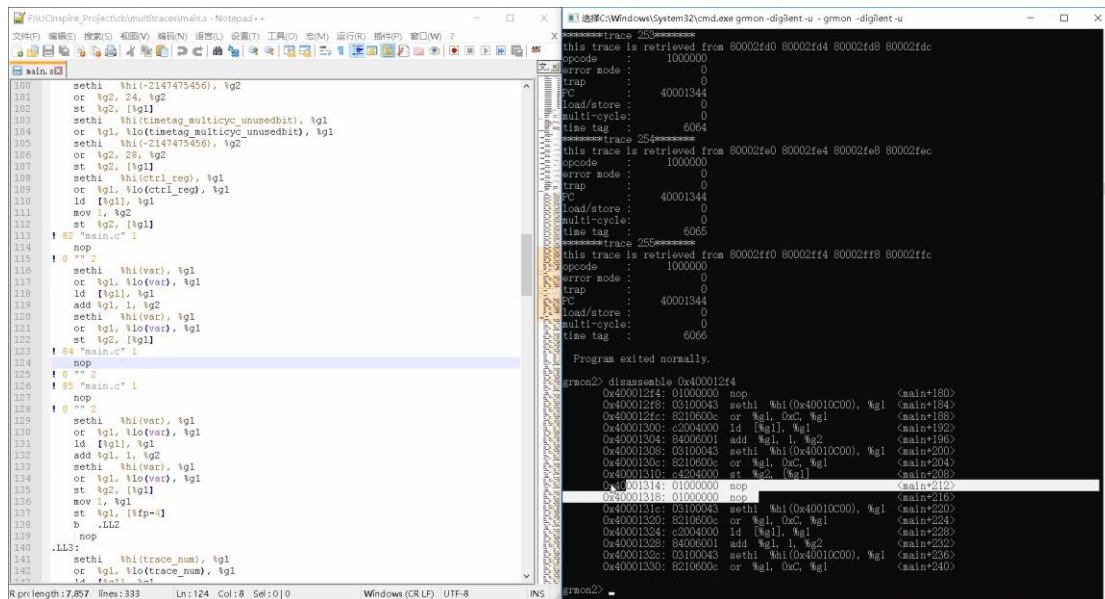 F:\UCInspire_Project\cb\multitraces\main.s - Notepad++
文件(F) 编辑(E) 搜索(S) 视图(V) 编码(N) 语言(L) 设置(T) 工具(O) 宏(M) 运行(R) 插件(P) 窗口(W) ?
main.s
100 sethi %hi(-2147475456), %g2
101 or %g2, 24, %g2
102 st %g2, [%g1]
103 sethi %hi(timetag_multicyc_unusedbit), %g1
104 or %g1, %lo(timetag_multicyc_unusedbit), %g1
105 sethi %hi(-2147475456), %g2
106 or %g2, 28, %g2
107 st %g2, [%g1]
108 sethi %hi(ctrl_reg), %g1
109 or %g1, %lo(ctrl_reg), %g1
110 ld [%g1], %g1
111 mov 1, %g2
112 st %g2, [%g1]
113 ! 82 "main.c" 1
114 nop
115 ! 0 "" 2
116 sethi %hi(var), %g1
117 or %g1, %lo(var), %g1
118 ld [%g1], %g1
119 add %g1, 1, %g2
120 sethi %hi(var), %g1
121 or %g1, %lo(var), %g1
122 st %g2, [%g1]
123 ! 84 "main.c" 1
124 nop
125 ! 0 "" 2
126 ! 85 "main.c" 1
127 nop
128 ! 0 "" 2
129 sethi %hi(var), %g1
130 or %g1, %lo(var), %g1
131 ld [%g1], %g1
132 add %g1, 1, %g2
133 sethi %hi(var), %g1
134 or %g1, %lo(var), %g1
135 st %g2, [%g1]
136 mov 1, %g1
137 st %g1, [%fp-4]
138 b .LL2
139 nop
140 .LL3:
141 sethi %hi(trace_num), %g1
142 or %g1, %lo(trace_num), %g1
length : 7,857 lines : 333 Ln : 124 Col : 8 Sel : 0 | 0 Windows (CR LF) UTF-8 INS
选择C:\Windows\System32\cmd.exe grmon -digilent -u - grmon -digilent -u
*******trace 253*******
this trace is retrieved from 80002fd0 80002fd4 80002fd8 80002fdc
opcode : 1000000
error mode : 0
trap : 0
PC : 40001344
load/store : 0
multi-cycle: 0
time tag : 6064
*******trace 254*******
this trace is retrieved from 80002fe0 80002fe4 80002fe8 80002fec
opcode : 1000000
error mode : 0
trap : 0
PC : 40001344
load/store : 0
multi-cycle: 0
time tag : 6065
*******trace 255*******
this trace is retrieved from 80002ff0 80002ff4 80002ff8 80002ffc
opcode : 1000000
error mode : 0
trap : 0
PC : 40001344
load/store : 0
multi-cycle: 0
time tag : 6066
Program exited normally.
grmon2> disassemble 0x400012f4
0x400012f4: 01000000 nop <main+180>
0x400012f8: 03100043 sethi %hi(0x40010C00), %g1 <main+184>
0x400012fc: 8210600c or %g1, 0xC, %g1 <main+188>
0x40001300: c2004000 ld [%g1], %g1 <main+192>
0x40001304: 84006001 add %g1, 1, %g2 <main+196>
0x40001308: 03100043 sethi %hi(0x40010C00), %g1 <main+200>
0x4000130c: 8210600c or %g1, 0xC, %g1 <main+204>
0x40001310: c4204000 st %g2, [%g1] <main+208>
0x40001314: 01000000 nop <main+212>
0x40001318: 01000000 nop <main+216>
0x4000131c: 03100043 sethi %hi(0x40010C00), %g1 <main+220>
0x40001320: 8210600c or %g1, 0xC, %g1 <main+224>
0x40001324: c2004000 ld [%g1], %g1 <main+228>
0x40001328: 84006001 add %g1, 1, %g2 <main+232>
0x4000132c: 03100043 sethi %hi(0x40010C00), %g1 <main+236>
0x40001330: 8210600c or %g1, 0xC, %g1 <main+240>
grmon2>